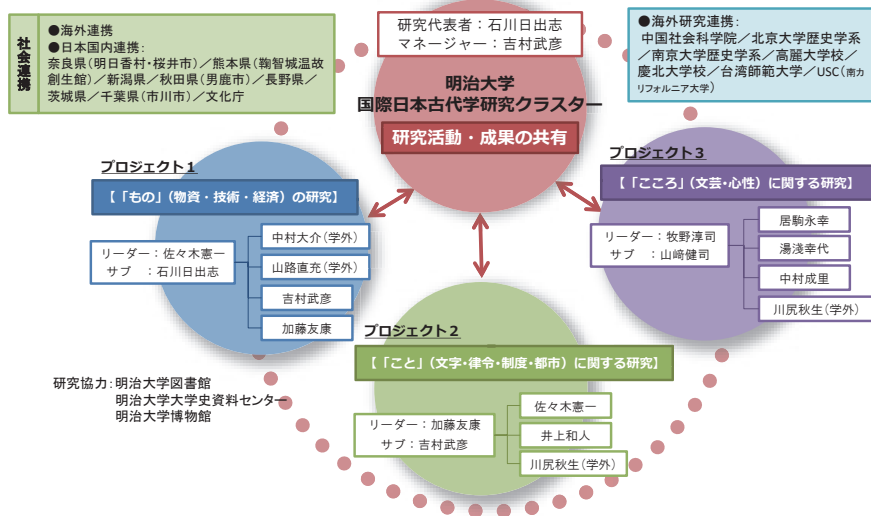 社会連携
●海外連携
●日本国内連携：
奈良県(明日香村・桜井市)／熊本県(鞠智城温故
創生館)／新潟県／秋田県(男鹿市)／長野県／
茨城県／千葉県(市川市)／文化庁
研究代表者：石川日出志
マネージャー：吉村武彦
●海外研究連携：
中国社会科学院／北京大学歴史学系
／南京大学歴史学系／高麗大学校／
慶北大学校／台湾師範大学／USC(南カ
リフォルニア大学)
明治大学
国際日本古代学研究クラスター
研究活動・成果の共有
プロジェクト１
【「もの」(物資・技術・経済）の研究】
リーダー：佐々木憲一
サブ　：石川日出志
中村大介(学外)
山路直充(学外)
吉村武彦
加藤友康
プロジェクト３
【「こころ」（文芸・心性）に関する研究】
リーダー：牧野淳司
サブ　：山﨑健司
居駒永幸
湯淺幸代
中村成里
川尻秋生(学外)
プロジェクト２
【「こと」（文字・律令・制度・都市）に関する研究】
リーダー：加藤友康
サブ：吉村武彦
佐々木憲一
井上和人
川尻秋生(学外)
研究協力：明治大学図書館
明治大学大学史資料センター
明治大学博物館